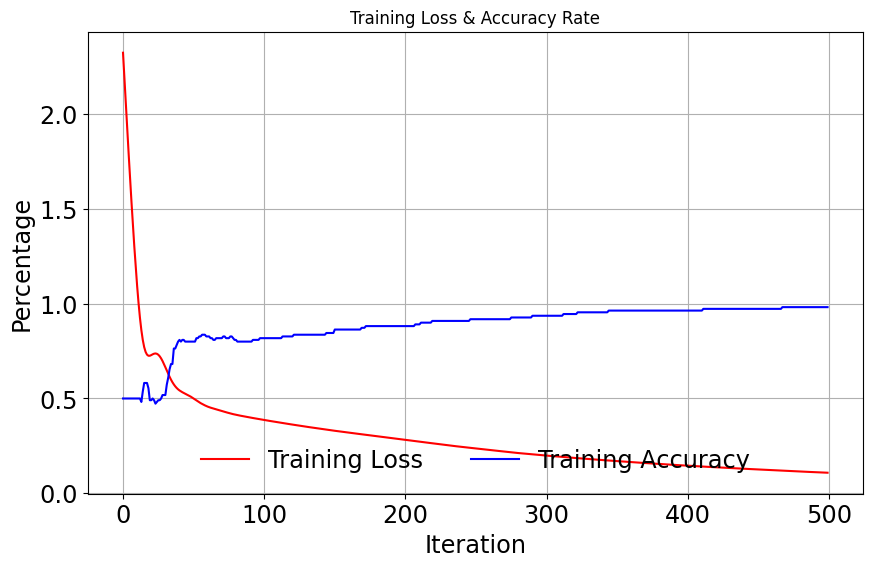 Training Loss & Accuracy Rate
Percentage
2.0
1.5
1.0
0.5
0.0
Training Loss
Training Accuracy
0 100 200 300 400 500
Iteration